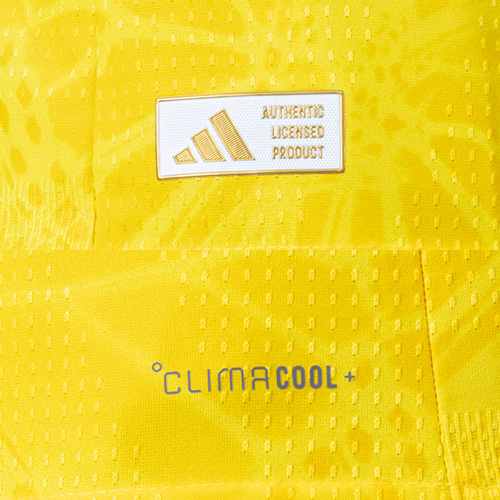 AUTHENTIC
LICENSED
PRODUCT
°CLIMACOOL+